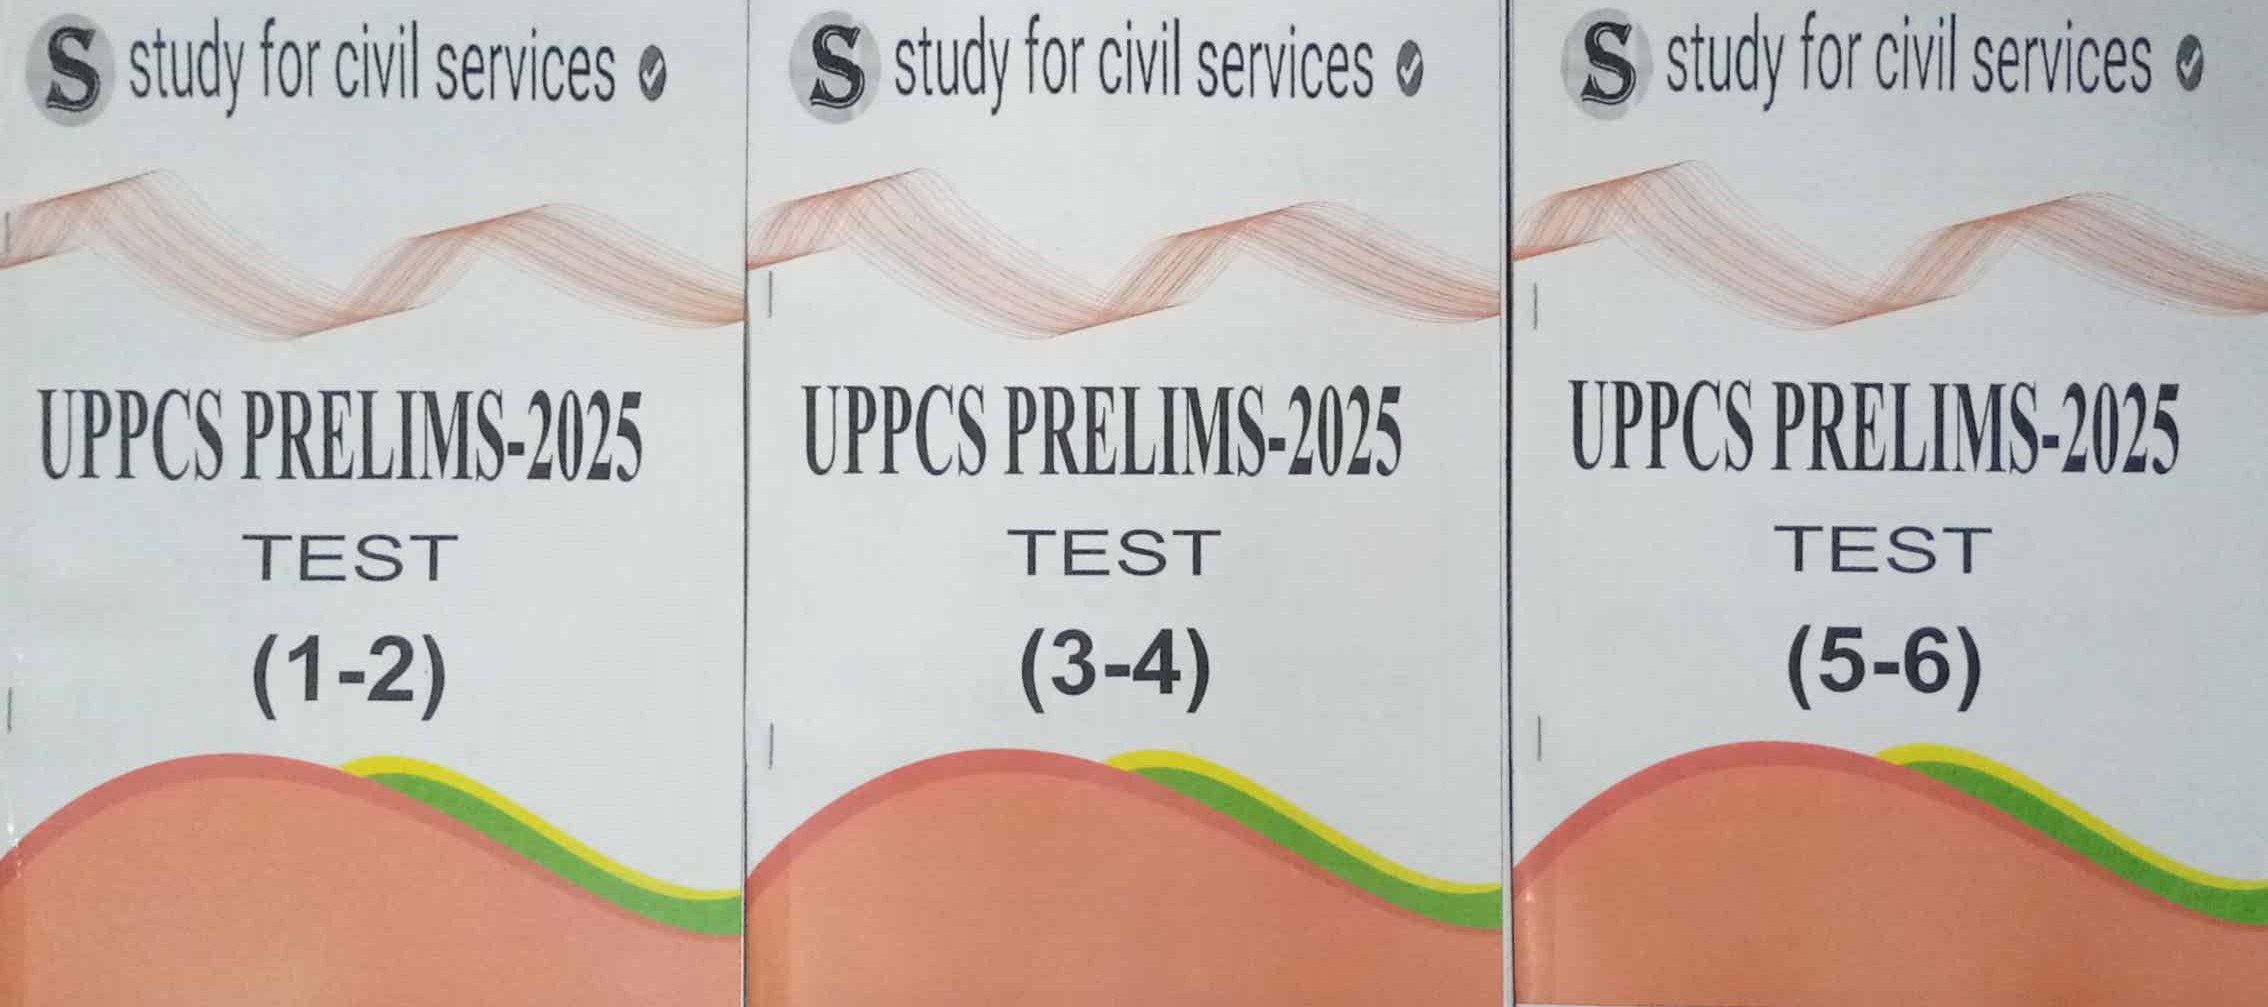 S study for civil services
UPPCS PRELIMS-2025
TEST
(1-2)
S study for civil services
UPPCS PRELIMS-2025
TEST
(3-4)
S study for civil services
UPPCS PRELIMS-2025
TEST
(5-6)